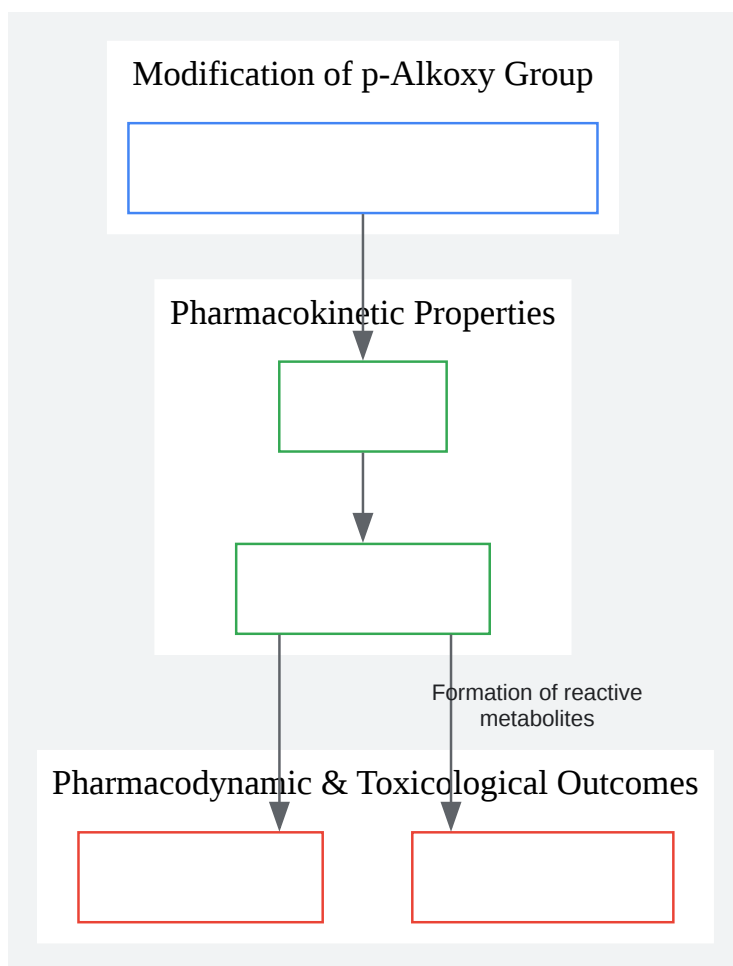 Modification of p-Alkoxy Group
Pharmacokinetic Properties
Formation of reactive
metabolites
Pharmacodynamic & Toxicological Outcomes